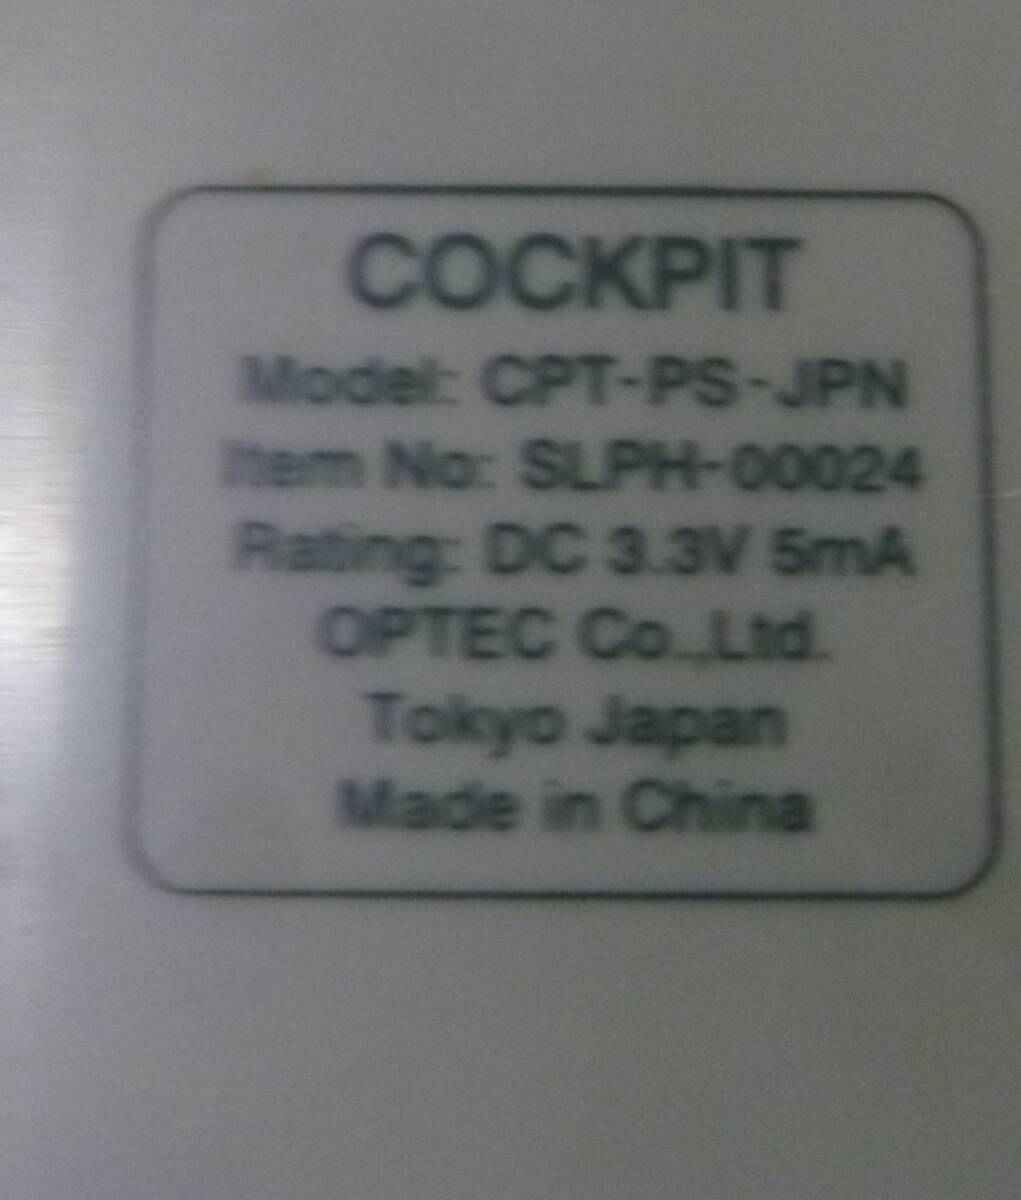 COCKPIT
Model: CPT-PS-JPN
Item No: SLPH-00024
Rating: DC 3.3V 5mA
OPTEC Co.,Ltd.
Tokyo Japan
Made in China